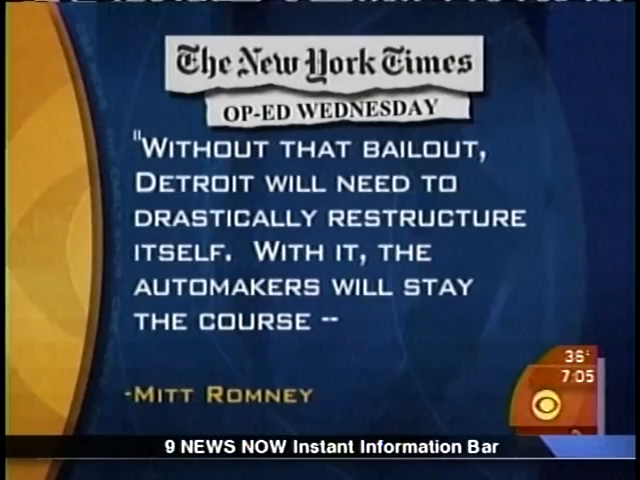 The New York Times
OP-ED WEDNESDAY
"WITHOUT THAT BAILOUT,
DETROIT WILL NEED TO
DRASTICALLY RESTRUCTURE
ITSELF. WITH IT, THE
AUTOMAKERS WILL STAY
THE COURSE --
-MITT ROMNEY
36°
7:05
9 NEWS NOW Instant Information Bar